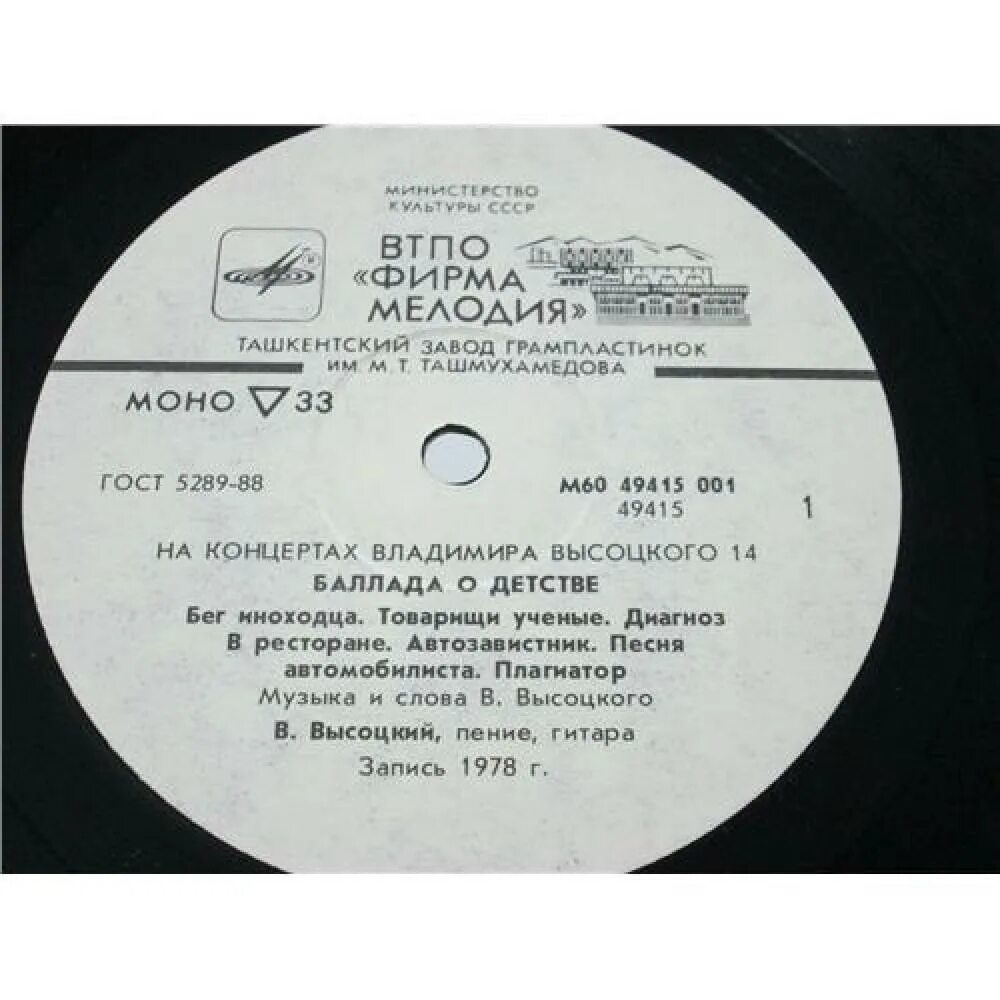 МИНИСТЕРСТВО
КУЛЬТУРЫ СССР
ВТПО
«ФИРМА
МЕЛОДИЯ»
ТАШКЕНТСКИЙ ЗАВОД ГРАМПЛАСТИНОК
ИМ. М. Т. ТАШМУХАМЕДОВА
МОНО ▽ 33
ГОСТ 5289-88
М60 49415 001
49415
1
НА КОНЦЕРТАХ ВЛАДИМИРА ВЫСОЦКОГО 14
БАЛЛАДА О ДЕТСТВЕ
Бег иноходца. Товарищи ученые. Диагноз
В ресторане. Автозавистник. Песня
автомобилиста. Плагиатор
Музыка и слова В. Высоцкого
В. Высоцкий, пение, гитара
Запись 1978 г.